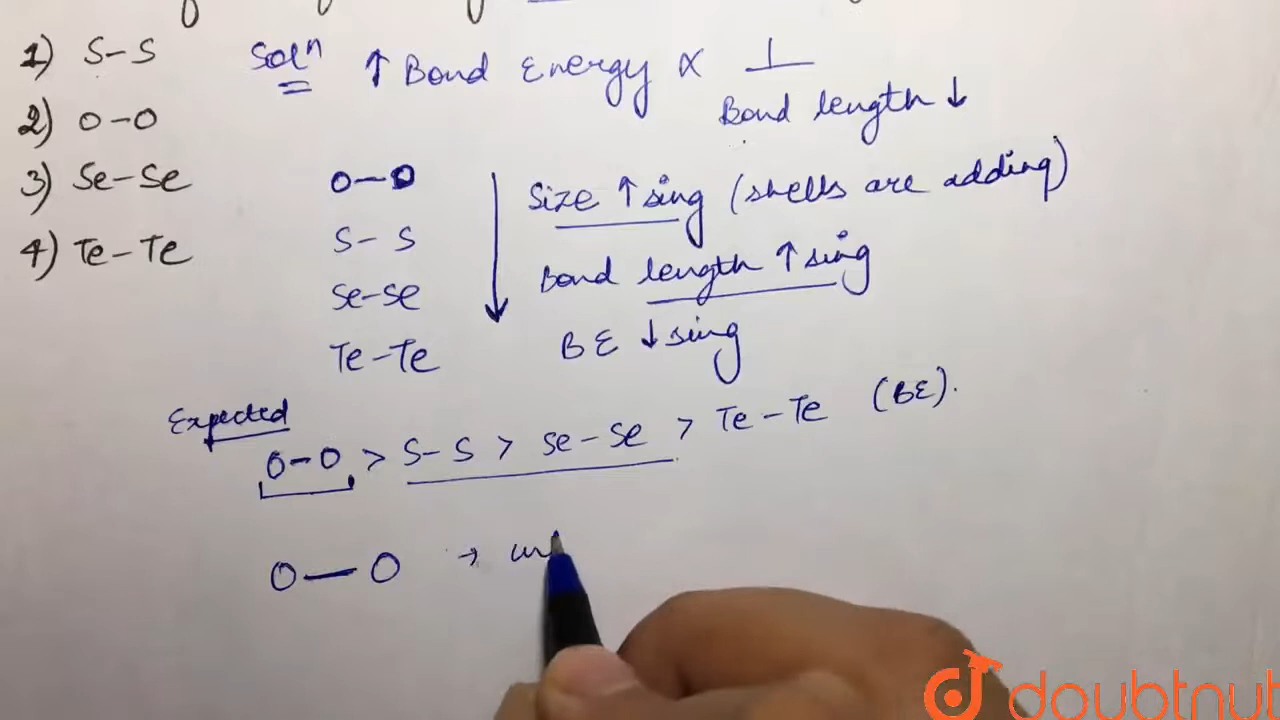 1) S-S
2) O-O
3) Se-Se
4) Te-Te
Solⁿ
↑ Bond Energy ∝ 1
Bond length ↓
O-O
S-S
Se-Se
Te-Te
Size ↑sing (shells are adding)
Bond length ↑sing
BE ↓sing
Expected
O-O > S-S > Se-Se > Te-Te (BE).
O-O →
doubtnut